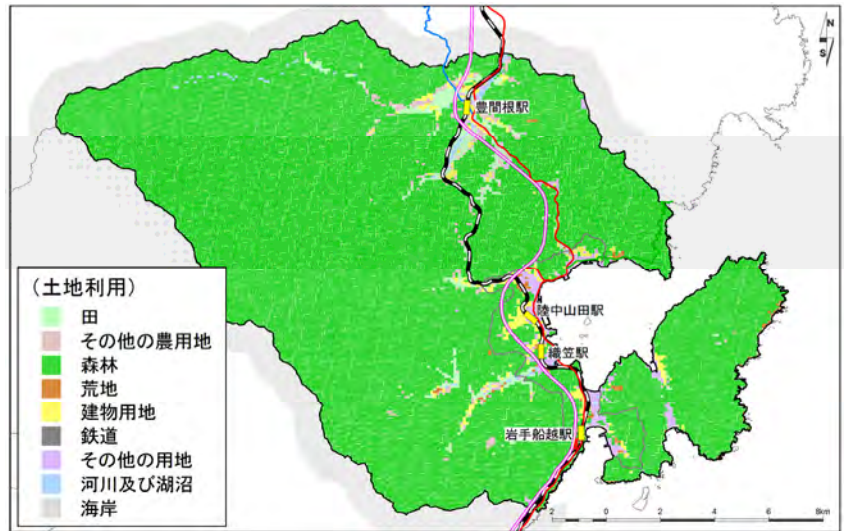 N
S
豊間根駅
陸中山田駅
織笠駅
岩手船越駅
(土地利用)
田
その他の農用地
森林
荒地
建物用地
鉄道
その他の用地
河川及び湖沼
海岸
2 0 2 4 6 8km